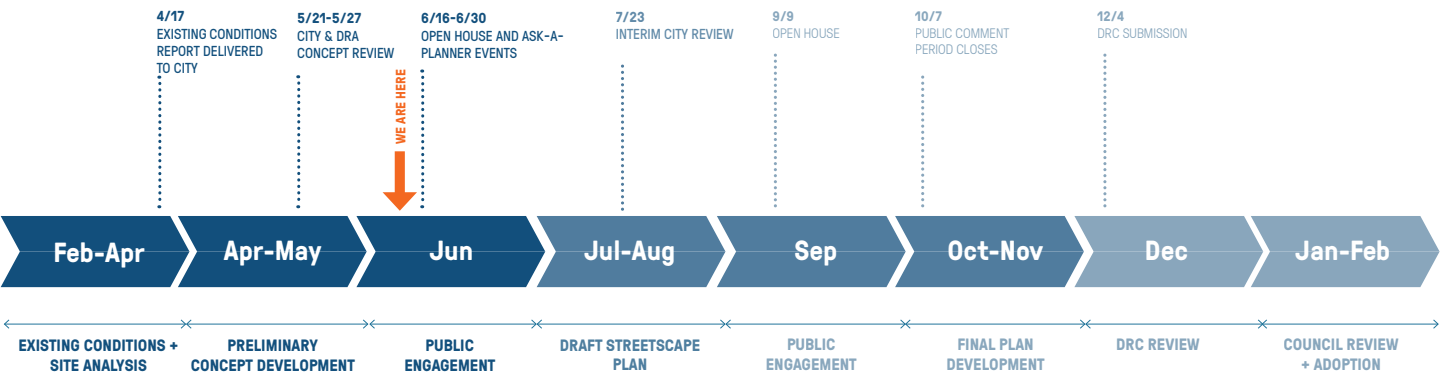 4/17
EXISTING CONDITIONS
REPORT DELIVERED
TO CITY
5/21-5/27
CITY & DRA
CONCEPT REVIEW
6/16-6/30
OPEN HOUSE AND ASK-A-
PLANNER EVENTS
7/23
INTERIM CITY REVIEW
9/9
OPEN HOUSE
10/7
PUBLIC COMMENT
PERIOD CLOSES
12/4
DRC SUBMISSION
WE ARE HERE
Feb-Apr
Apr-May
Jun
Jul-Aug
Sep
Oct-Nov
Dec
Jan-Feb
EXISTING CONDITIONS +
SITE ANALYSIS
PRELIMINARY
CONCEPT DEVELOPMENT
PUBLIC
ENGAGEMENT
DRAFT STREETSCAPE
PLAN
PUBLIC
ENGAGEMENT
FINAL PLAN
DEVELOPMENT
DRC REVIEW
COUNCIL REVIEW
+ ADOPTION